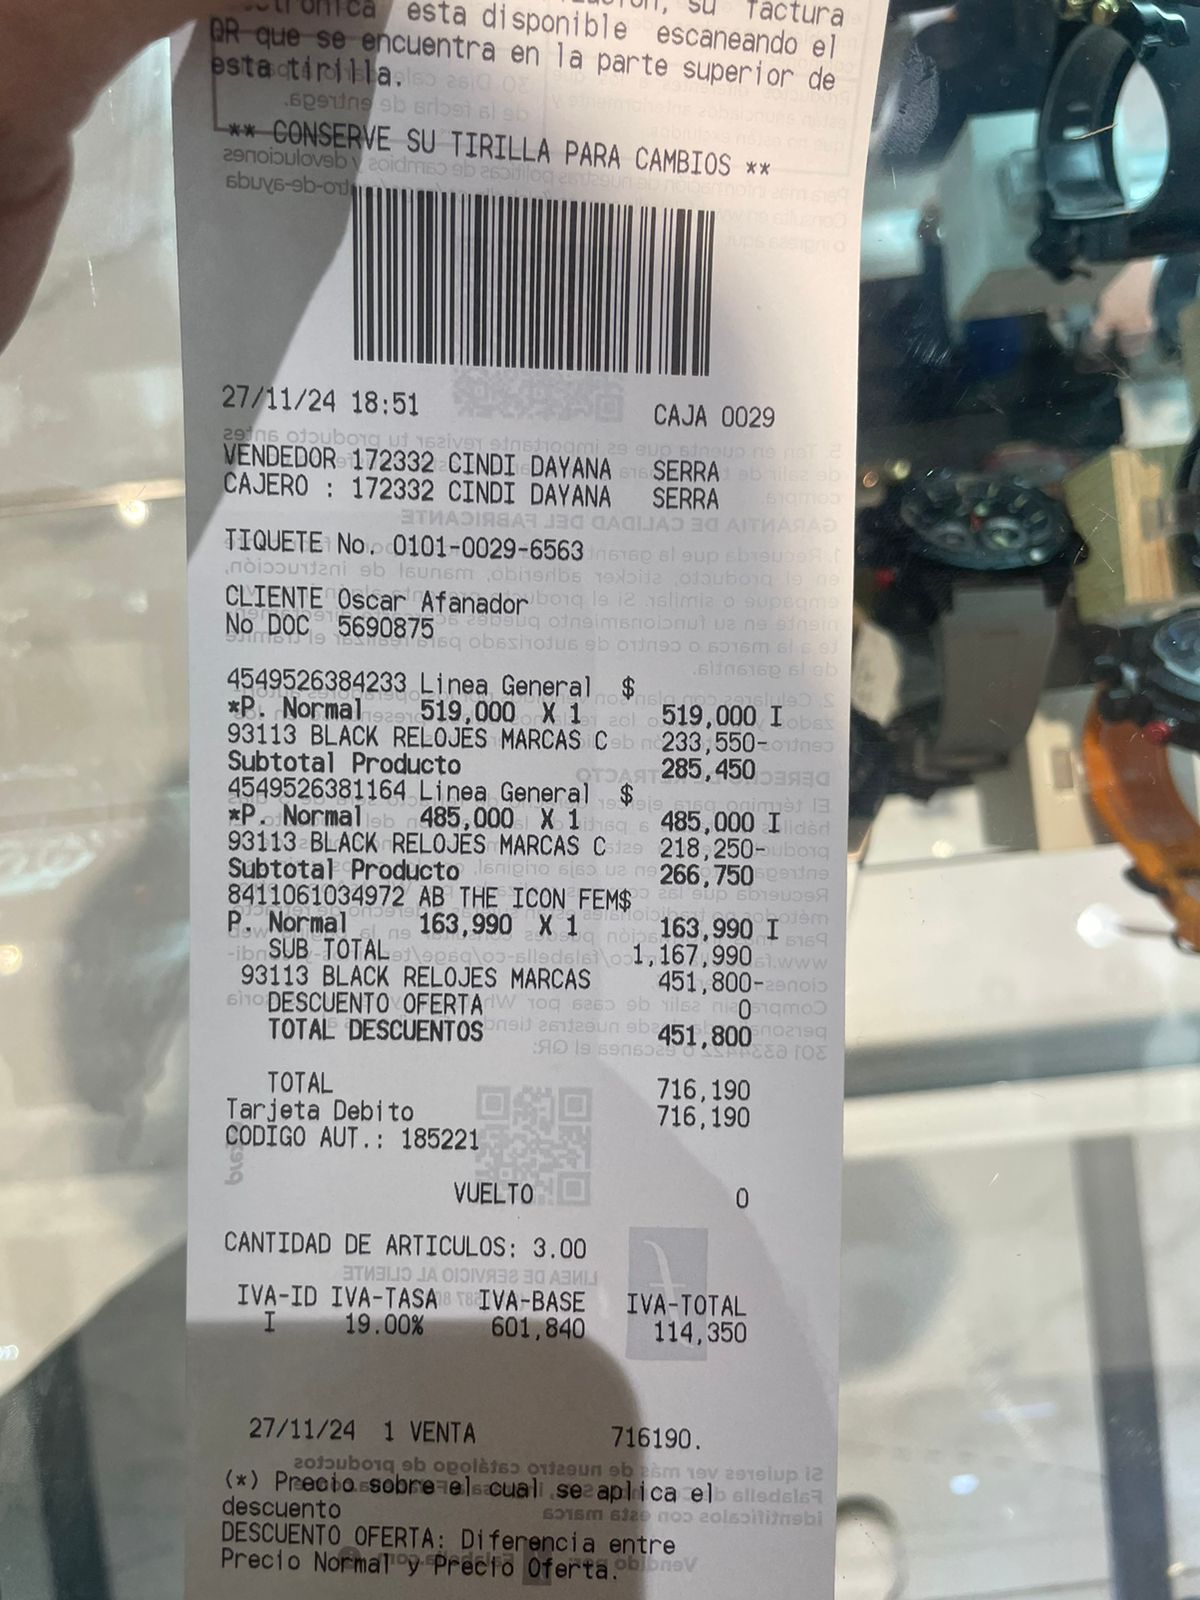 esta disponible escaneando el
QR que se encuentra en la parte superior de
esta tirilla.
** CONSERVE SU TIRILLA PARA CAMBIOS **
27/11/24 18:51 CAJA 0029
VENDEDOR 172332 CINDI DAYANA SERRA
CAJERO : 172332 CINDI DAYANA SERRA
TIQUETE No. 0101-0029-6563
CLIENTE Oscar Afanador
No DOC 5690875
4549526384233 Linea General $
*P. Normal 519,000 X 1 519,000 I
93113 BLACK RELOJES MARCAS C 233,550-
Subtotal Producto 285,450
4549526381164 Linea General $
*P. Normal 485,000 X 1 485,000 I
93113 BLACK RELOJES MARCAS C 218,250-
Subtotal Producto 266,750
8411061034972 AB THE ICON FEM$
P. Normal 163,990 X 1 163,990 I
SUB TOTAL 1,167,990
93113 BLACK RELOJES MARCAS 451,800-
DESCUENTO OFERTA 0
TOTAL DESCUENTOS 451,800
TOTAL 716,190
Tarjeta Debito 716,190
CODIGO AUT.: 185221
VUELTO 0
CANTIDAD DE ARTICULOS: 3.00
IVA-ID IVA-TASA IVA-BASE IVA-TOTAL
I 19.00% 601,840 114,350
27/11/24 1 VENTA 716190.
(*) Precio sobre el cual se aplica el
descuento
DESCUENTO OFERTA: Diferencia entre
Precio Normal y Precio Oferta.